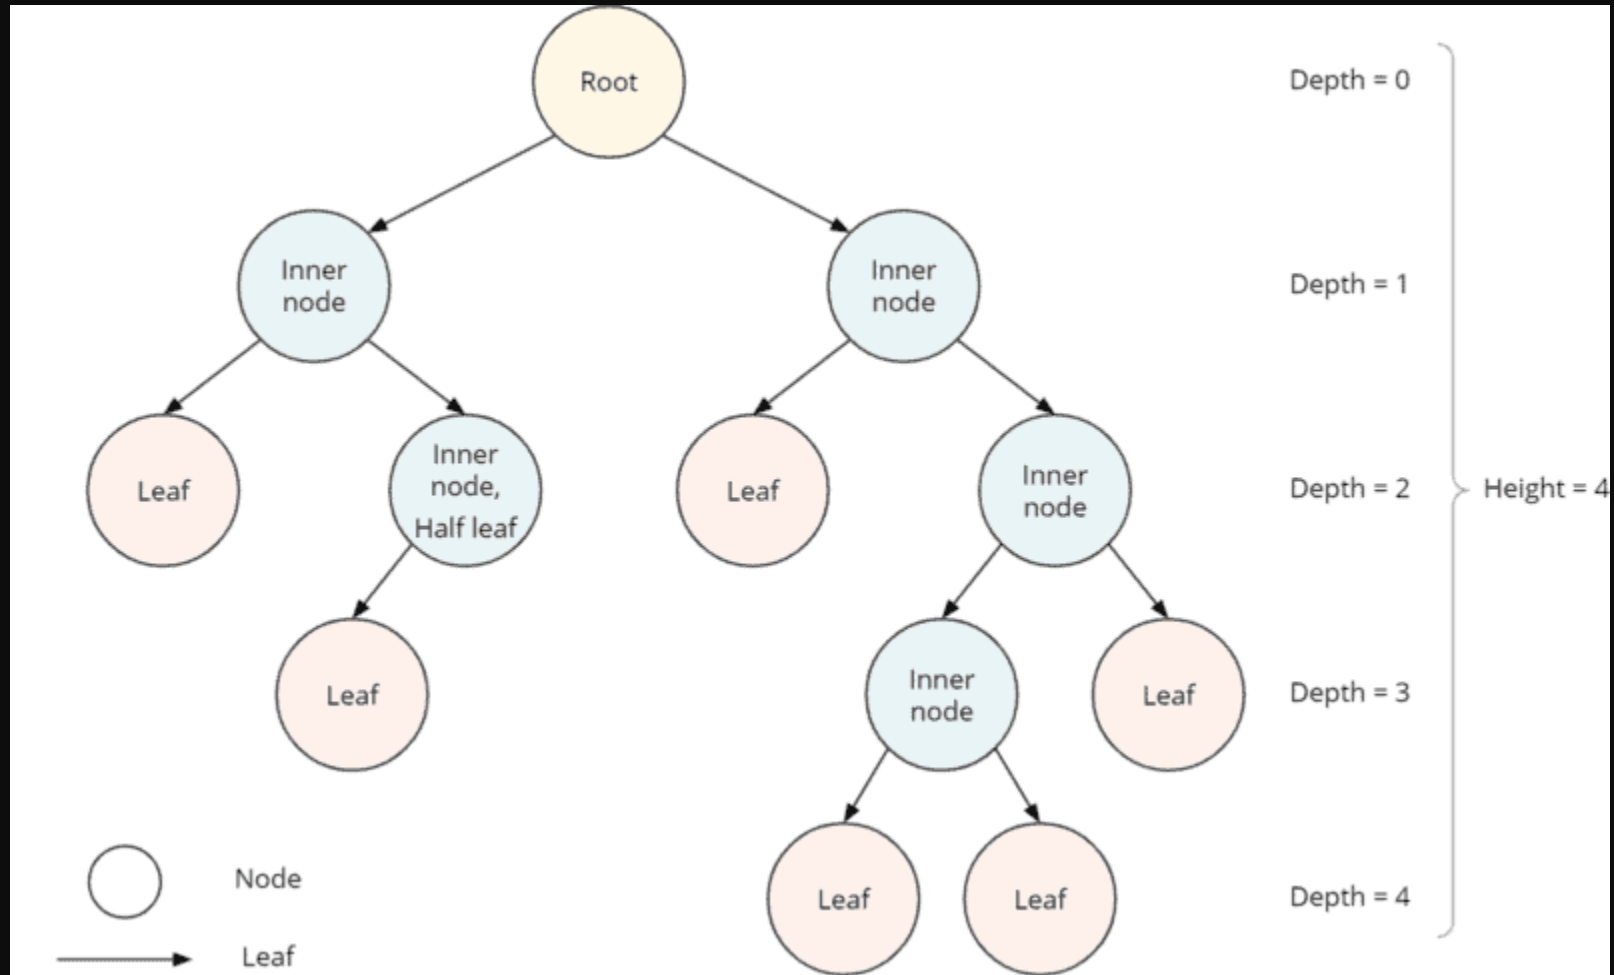 Root
Depth = 0
Inner
node
Inner
node
Depth = 1
Leaf
Inner
node,
Half leaf
Leaf
Inner
node
Depth = 2
Height = 4
Leaf
Inner
node
Leaf
Depth = 3
Leaf
Leaf
Depth = 4
Node
Leaf